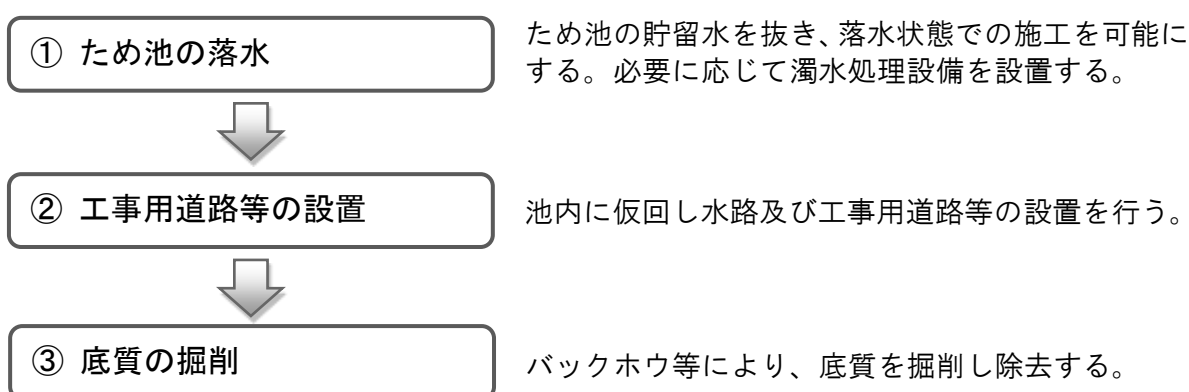 ① ため池の落水
ため池の貯留水を抜き、落水状態での施工を可能に
する。必要に応じて濁水処理設備を設置する。
② 工事用道路等の設置
池内に仮回し水路及び工事用道路等の設置を行う。
③ 底質の掘削
バックホウ等により、底質を掘削し除去する。